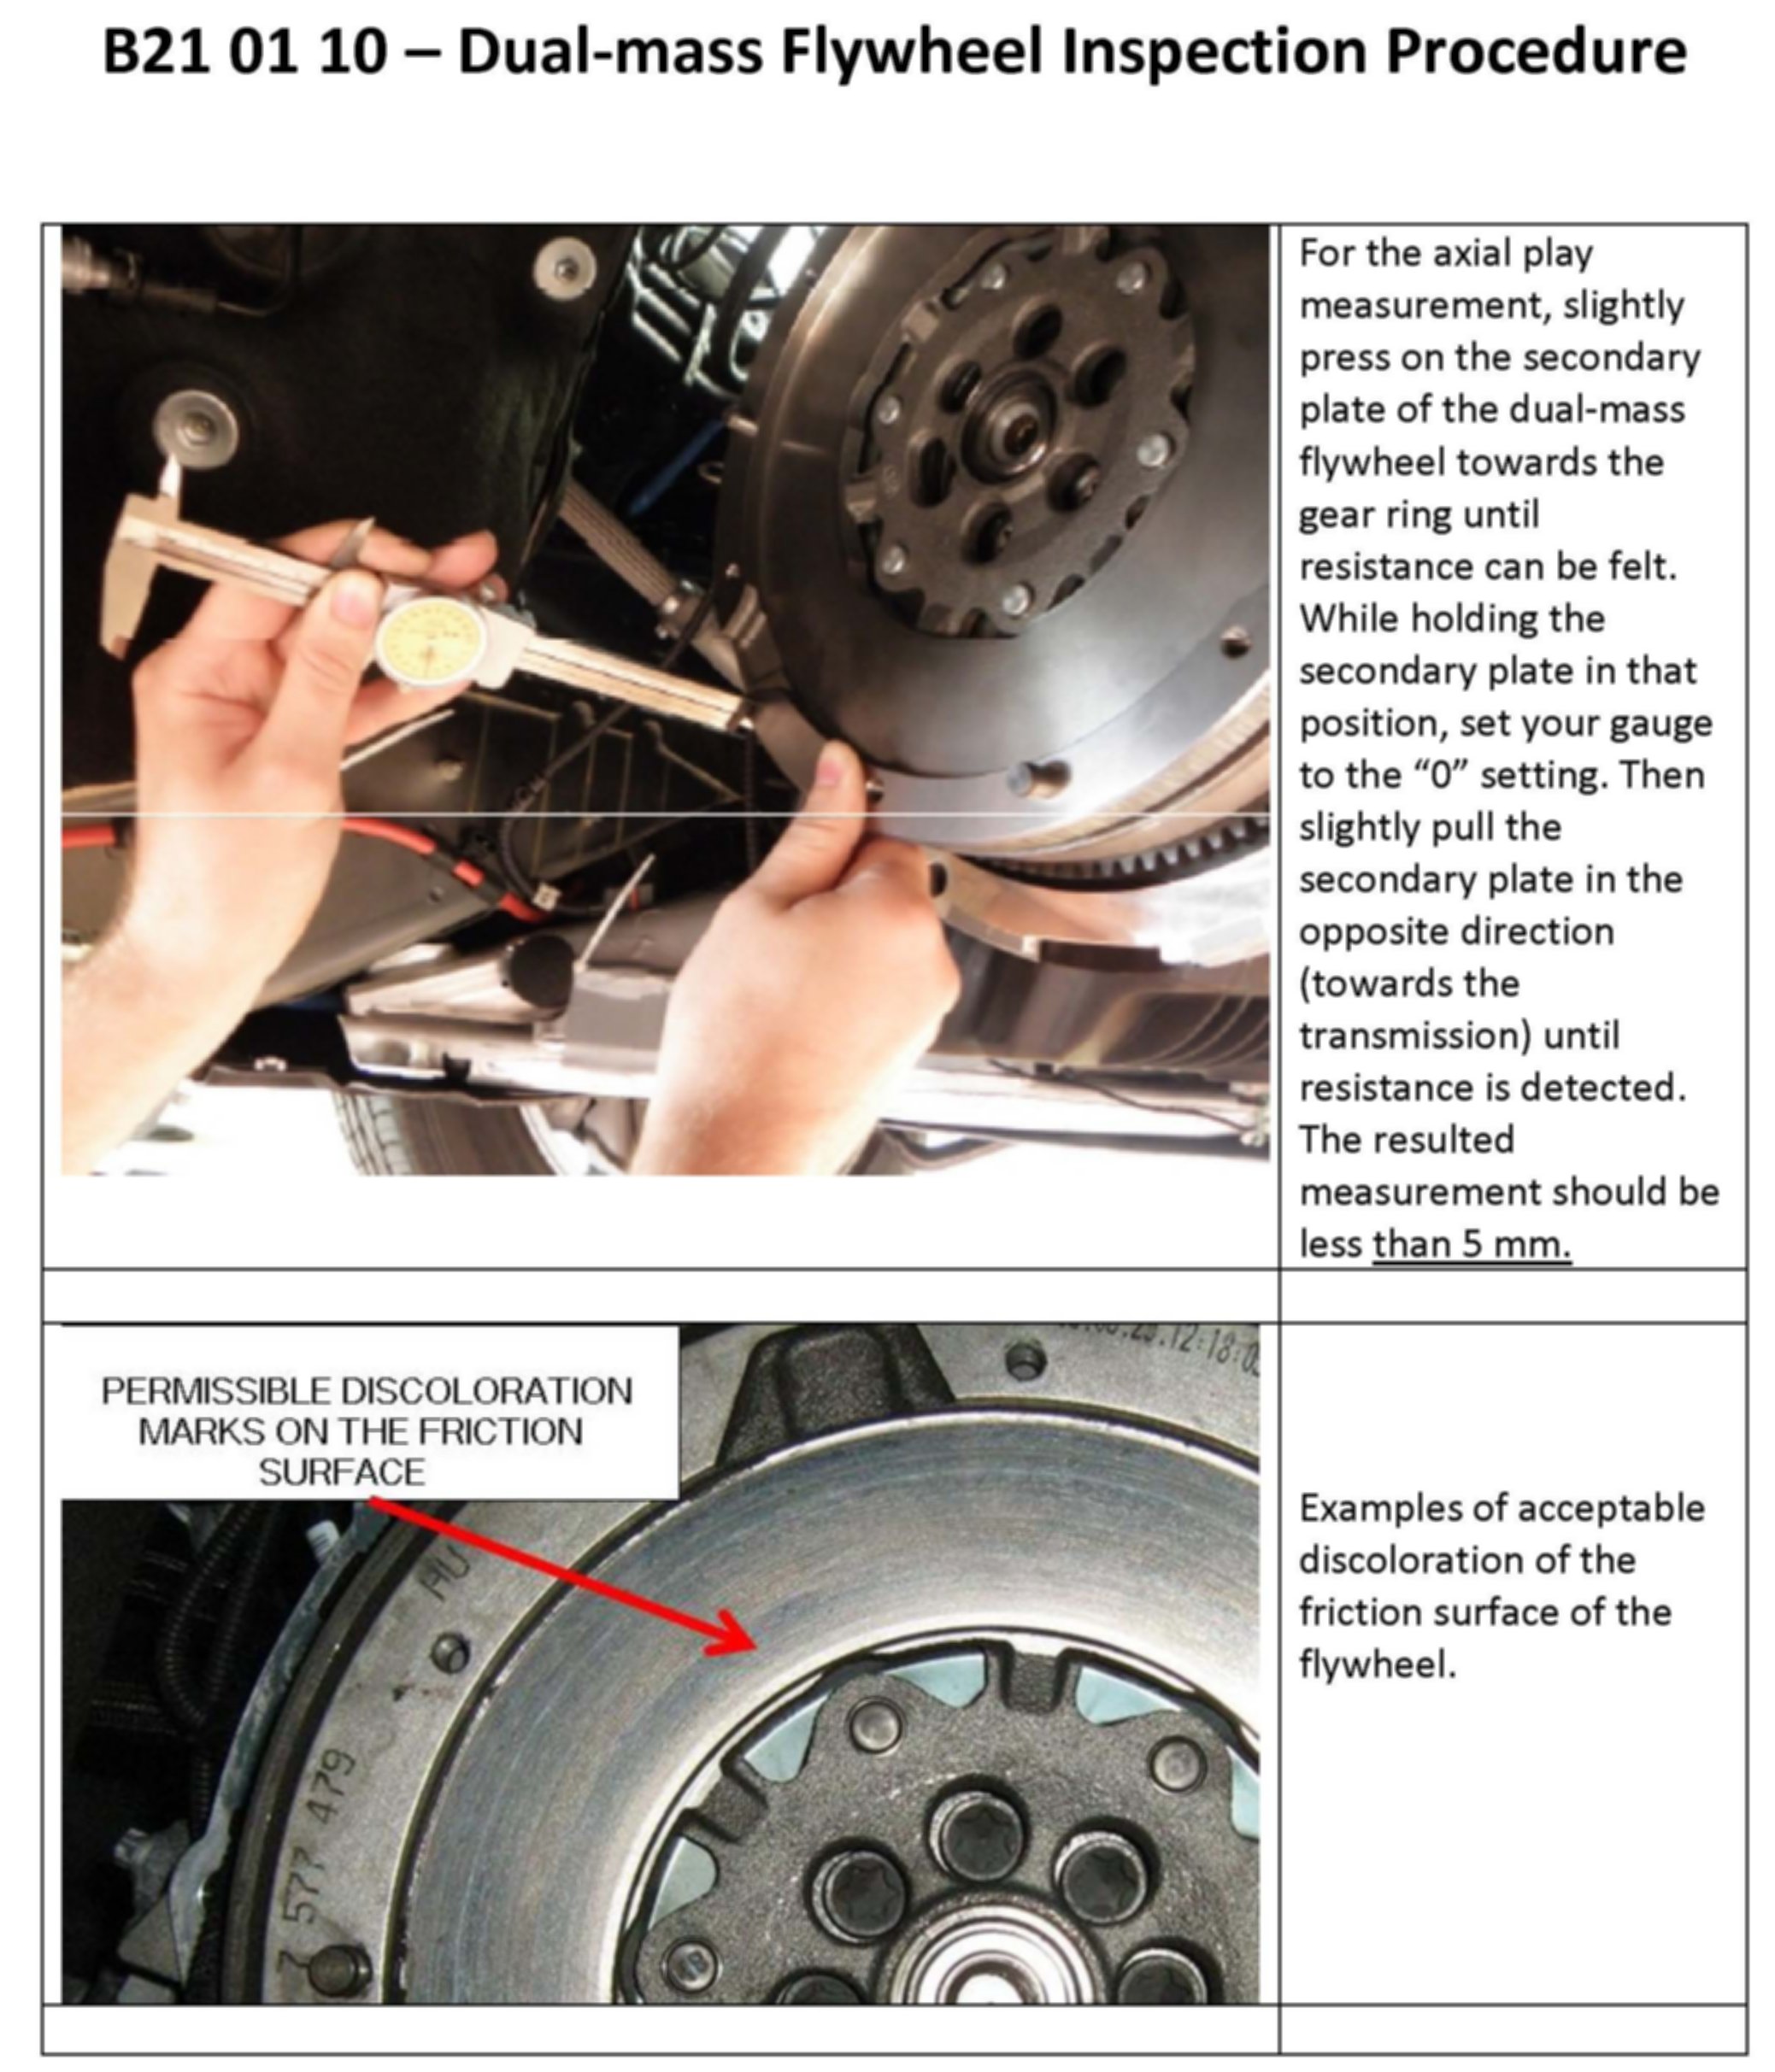 B21 01 10 – Dual-mass Flywheel Inspection Procedure
For the axial play
measurement, slightly
press on the secondary
plate of the dual-mass
flywheel towards the
gear ring until
resistance can be felt.
While holding the
secondary plate in that
position, set your gauge
to the “0” setting. Then
slightly pull the
secondary plate in the
opposite direction
(towards the
transmission) until
resistance is detected.
The resulted
measurement should be
less than 5 mm.
PERMISSIBLE DISCOLORATION
MARKS ON THE FRICTION
SURFACE
12:18:0
AU
7 577 479
Examples of acceptable
discoloration of the
friction surface of the
flywheel.